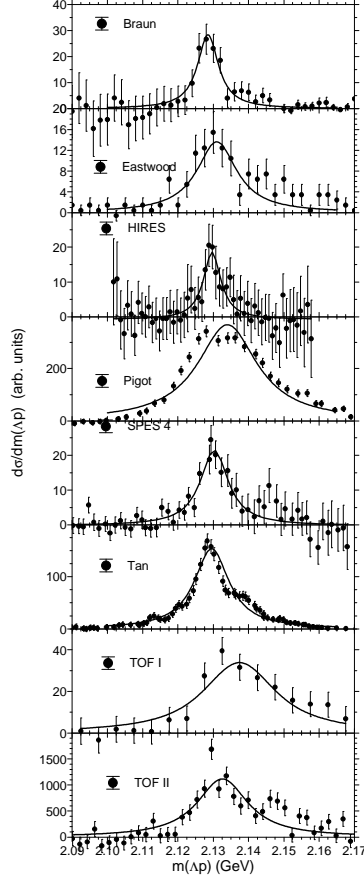 40
30
20
10
0
Braun
16
12
8
4
0
Eastwood
20
10
0
HIRES
200
0
Pigot
20
10
0
SPES 4
100
0
Tan
40
20
0
TOF I
1500
1000
500
0
TOF II
2.09 2.10 2.11 2.12 2.13 2.14 2.15 2.16 2.17
m(Λp) (GeV)
dσ/dm(Λp) (arb. units)